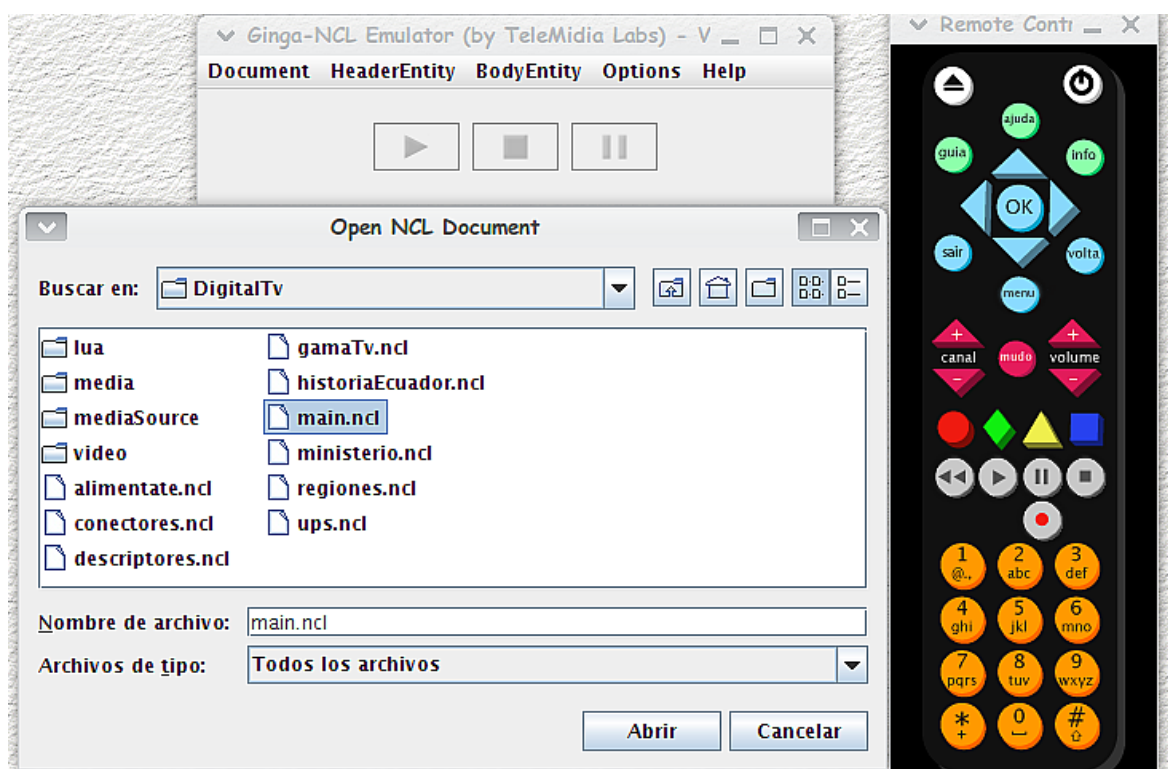 Ginga-NCL Emulator (by TeleMidia Labs) - V
Document HeaderEntity BodyEntity Options Help
Open NCL Document
Buscar en: DigitalTv
lua
media
mediaSource
video
alimentate.ncl
conectores.ncl
descriptores.ncl
gamaTv.ncl
historiaEcuador.ncl
main.ncl
ministerio.ncl
regiones.ncl
ups.ncl
Nombre de archivo: main.ncl
Archivos de tipo: Todos los archivos
Abrir Cancelar
Remote Contr
ajuda
guia info
OK
sair volta
menu
+ +
canal mudo volume
- -
1 2 3
@., abc def
4 5 6
ghi jkl mno
7 8 9
pqrs tuv wxyz
* 0 #
+